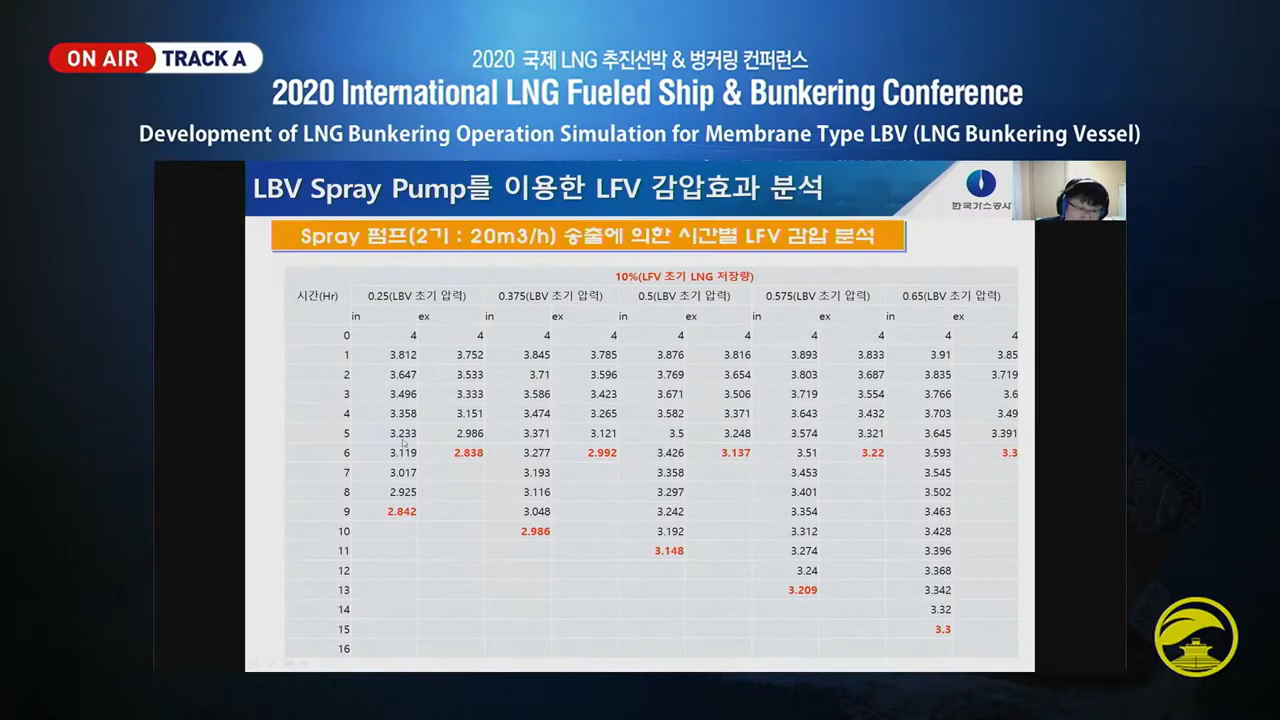 ON AIR TRACK A
2020 국제 LNG 추진선박 & 벙커링 컨퍼런스
2020 International LNG Fueled Ship & Bunkering Conference
Development of LNG Bunkering Operation Simulation for Membrane Type LBV (LNG Bunkering Vessel)
LBV Spray Pump를 이용한 LFV 감압효과 분석
한국가스공사
Spray 펌프(2기 : 20m3/h) 송출에 의한 시간별 LFV 감압 분석
10%(LFV 초기 LNG 저장량)
시간(Hr) 0.25(LBV 초기 압력) 0.375(LBV 초기 압력) 0.5(LBV 초기 압력) 0.575(LBV 초기 압력) 0.65(LBV 초기 압력)
in ex in ex in ex in ex in ex
0 4 4 4 4 4 4 4 4 4 4
1 3.812 3.752 3.845 3.785 3.876 3.816 3.893 3.833 3.91 3.85
2 3.647 3.533 3.71 3.596 3.769 3.654 3.803 3.687 3.835 3.719
3 3.496 3.333 3.586 3.423 3.671 3.506 3.719 3.554 3.766 3.6
4 3.358 3.151 3.474 3.265 3.582 3.371 3.643 3.432 3.703 3.49
5 3.233 2.986 3.371 3.121 3.5 3.248 3.574 3.321 3.645 3.391
6 3.119 2.838 3.277 2.992 3.426 3.137 3.51 3.22 3.593 3.3
7 3.017 3.193 3.358 3.453 3.545
8 2.925 3.116 3.297 3.401 3.502
9 2.842 3.048 3.242 3.354 3.463
10 2.986 3.192 3.312 3.428
11 3.148 3.274 3.396
12 3.24 3.368
13 3.209 3.342
14 3.32
15 3.3
16